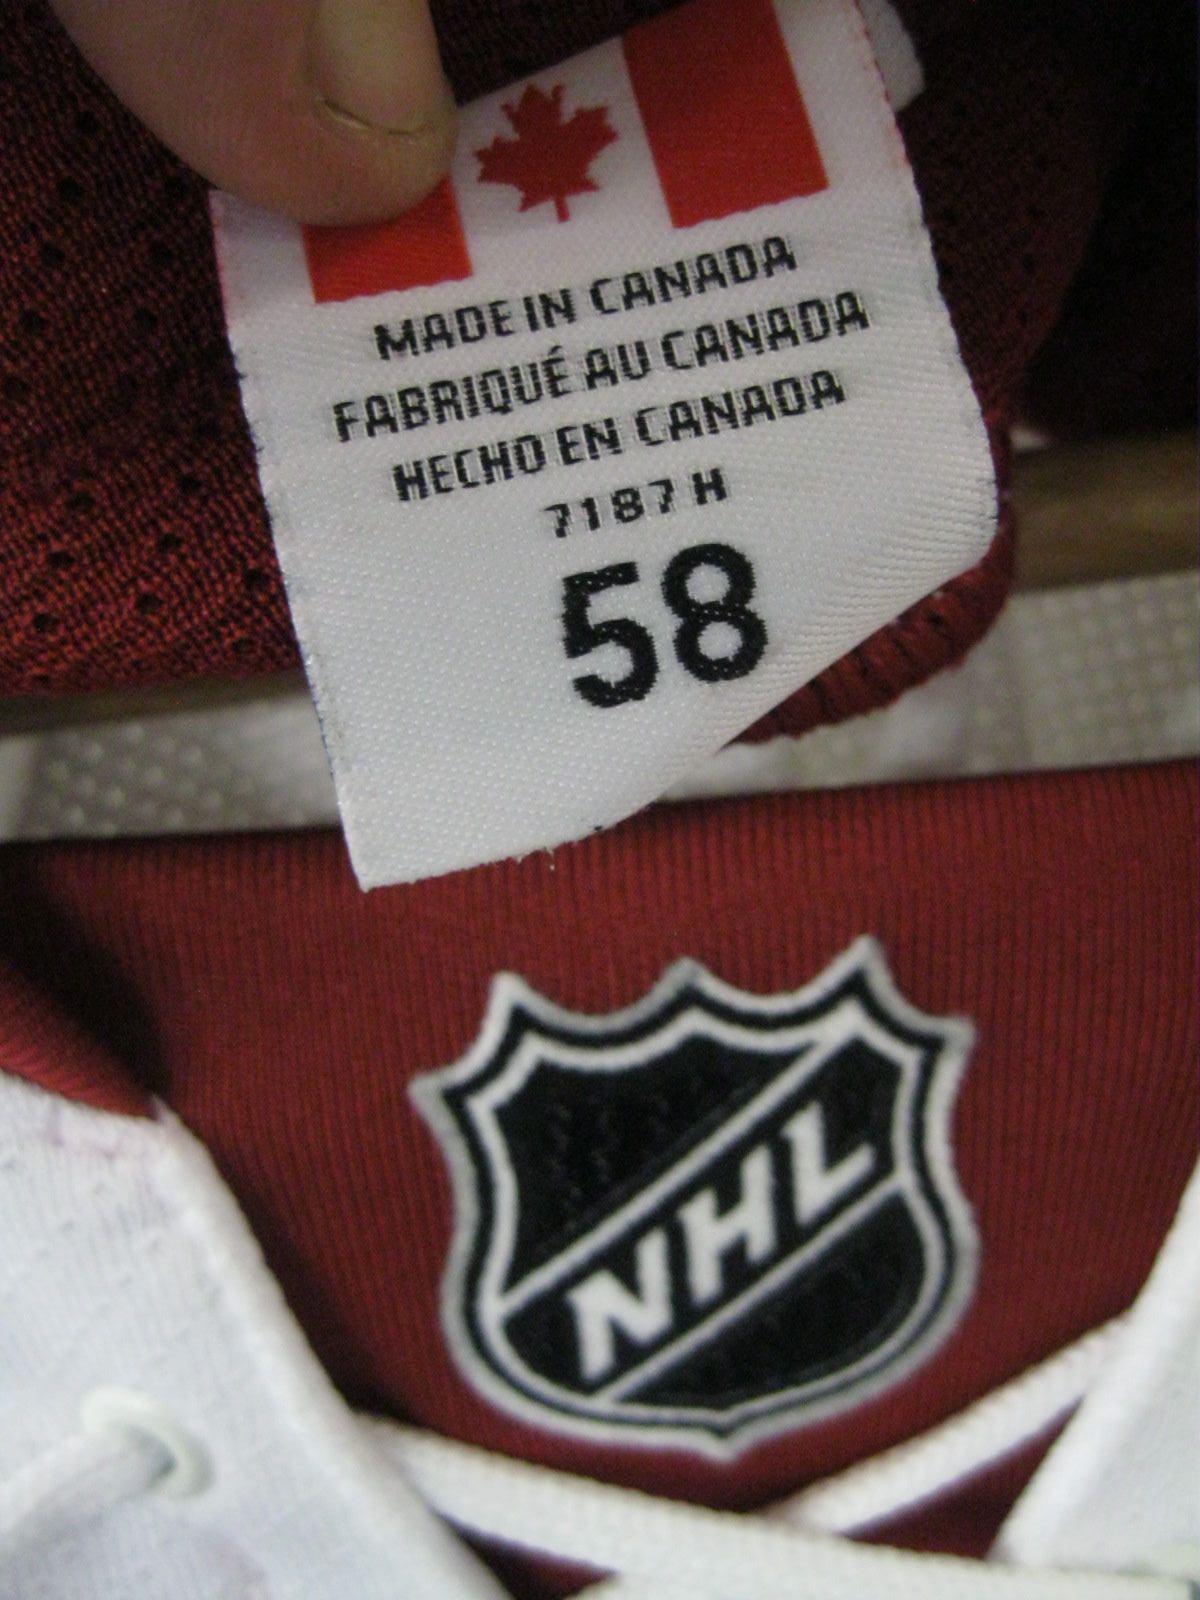 MADE IN CANADA
FABRIQUÉ AU CANADA
HECHO EN CANADA
7187 H
58
NHL